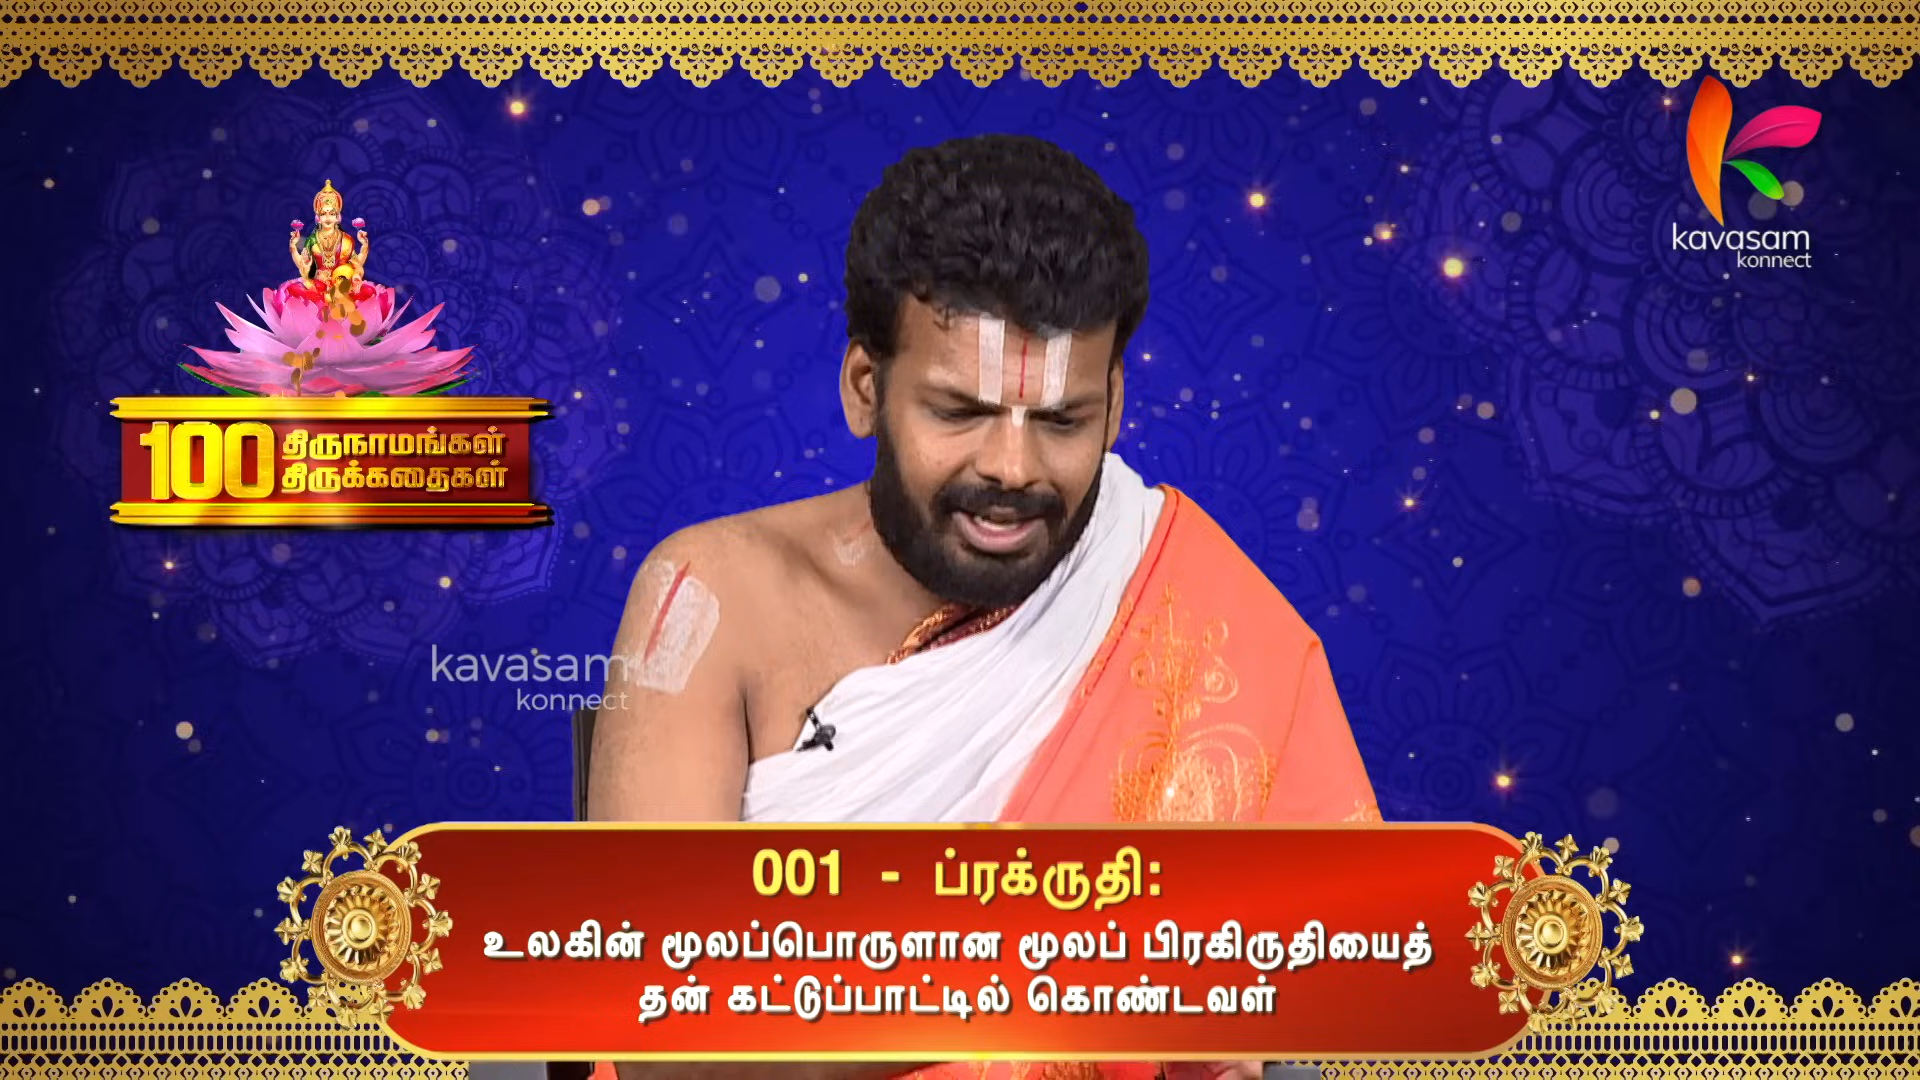 kavasam
konnect
100 திருநாமங்கள்
திருக்கதைகள்
kavasam
konnect
001 - ப்ரக்ருதி:
உலகின் மூலப்பொருளான மூலப் பிரகிருதியைத்
தன் கட்டுப்பாட்டில் கொண்டவள்